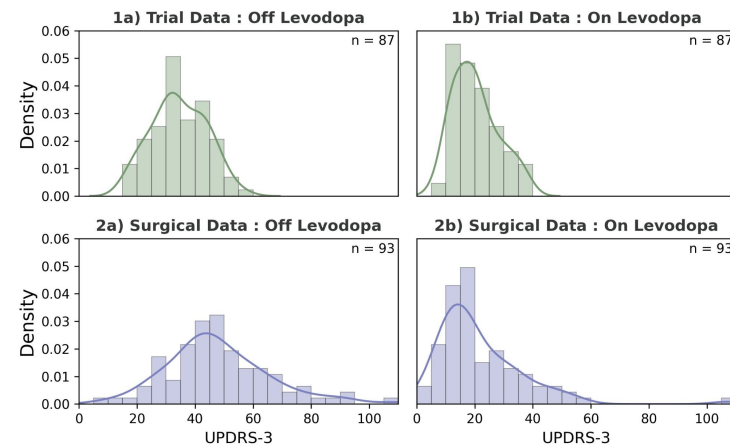 1a) Trial Data : Off Levodopa
1b) Trial Data : On Levodopa
n = 87
n = 87
Density
0.06
0.05
0.04
0.03
0.02
0.01
0.00
2a) Surgical Data : Off Levodopa
2b) Surgical Data : On Levodopa
n = 93
n = 93
Density
0.06
0.05
0.04
0.03
0.02
0.01
0.00
0 20 40 60 80 100
0 20 40 60 80 100
UPDRS-3
UPDRS-3